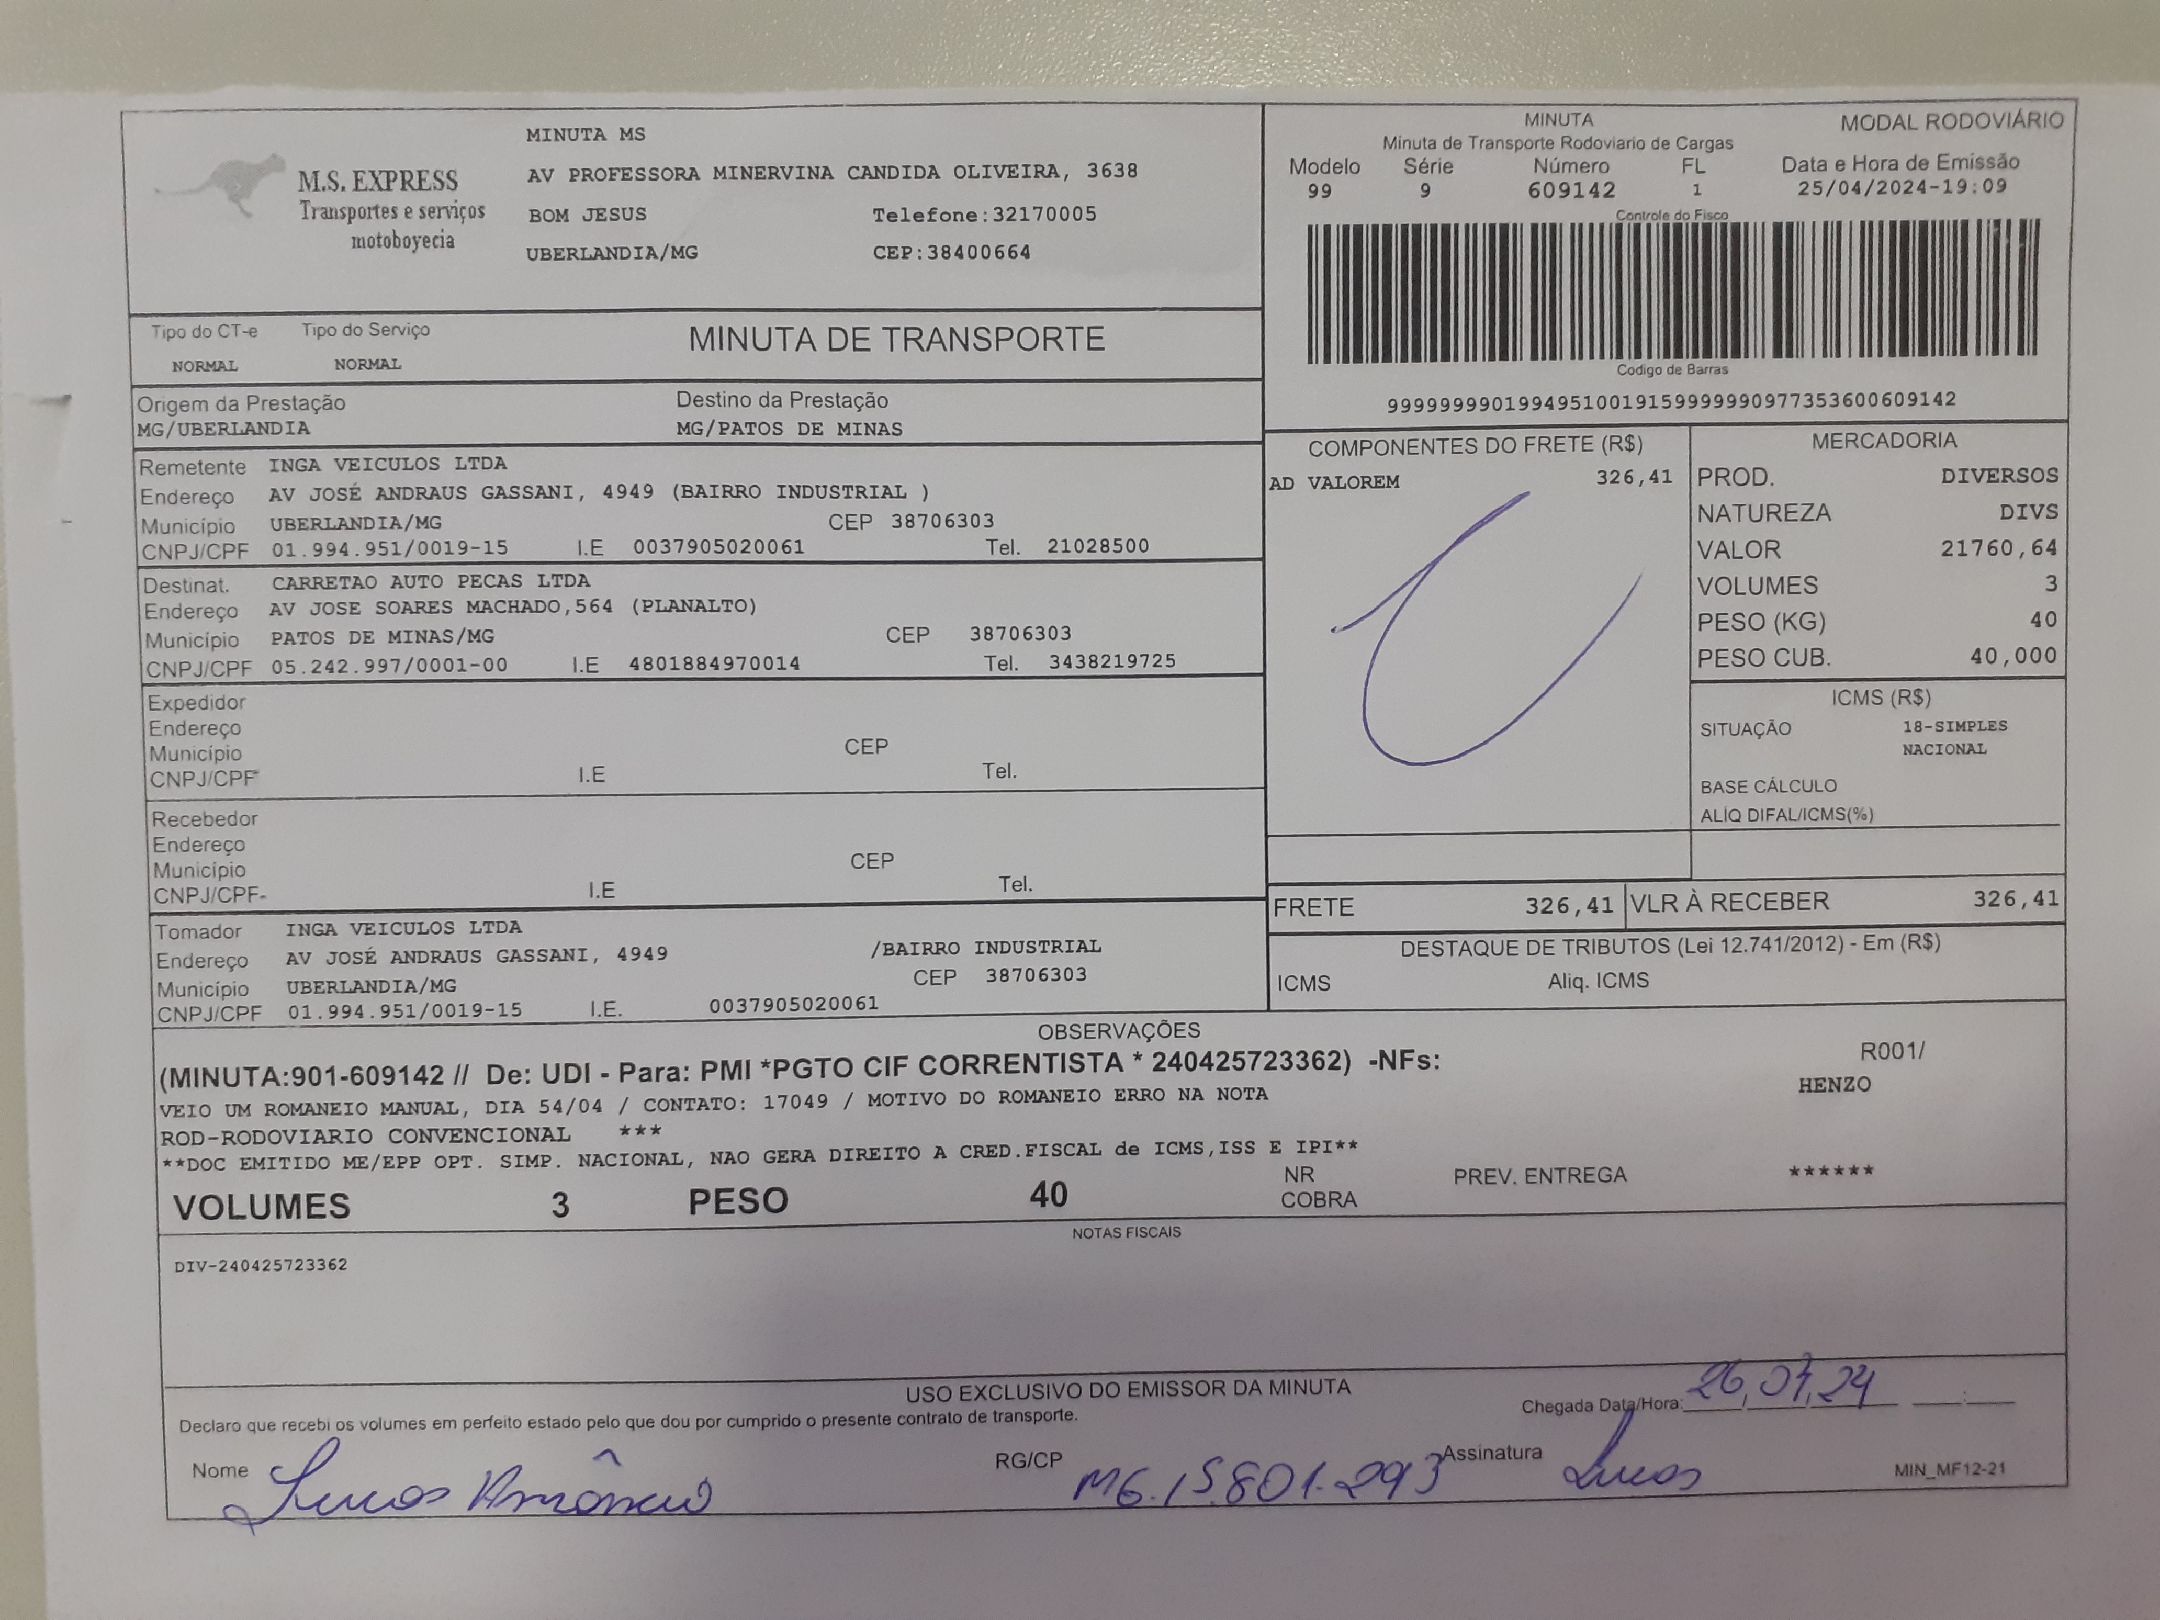 M.S. EXPRESS
Transportes e serviços
motoboyecia
MINUTA MS
AV PROFESSORA MINERVINA CANDIDA OLIVEIRA, 3638
BOM JESUS Telefone:32170005
UBERLANDIA/MG CEP:38400664
MINUTA MODAL RODOVIÁRIO
Minuta de Transporte Rodoviario de Cargas
Modelo Série Número FL Data e Hora de Emissão
99 9 609142 1 25/04/2024-19:09
Controle do Fisco
Codigo de Barras
99999999019949510019159999999097735360060​9142
Tipo do CT-e Tipo do Serviço MINUTA DE TRANSPORTE
NORMAL NORMAL
Origem da Prestação Destino da Prestação
MG/UBERLANDIA MG/PATOS DE MINAS
Remetente INGA VEICULOS LTDA
Endereço AV JOSÉ ANDRAUS GASSANI, 4949 (BAIRRO INDUSTRIAL )
Município UBERLANDIA/MG CEP 38706303
CNPJ/CPF 01.994.951/0019-15 I.E 0037905020061 Tel. 21028500
Destinat. CARRETAO AUTO PECAS LTDA
Endereço AV JOSE SOARES MACHADO,564 (PLANALTO)
Município PATOS DE MINAS/MG CEP 38706303
CNPJ/CPF 05.242.997/0001-00 I.E 4801884970014 Tel. 3438219725
Expedidor
Endereço
Município CEP
CNPJ/CPF I.E Tel.
Recebedor
Endereço
Município CEP
CNPJ/CPF- I.E Tel.
Tomador INGA VEICULOS LTDA
Endereço AV JOSÉ ANDRAUS GASSANI, 4949 /BAIRRO INDUSTRIAL
Município UBERLANDIA/MG CEP 38706303
CNPJ/CPF 01.994.951/0019-15 I.E. 0037905020061
COMPONENTES DO FRETE (R$)
AD VALOREM 326,41
MERCADORIA
PROD. DIVERSOS
NATUREZA DIVS
VALOR 21760,64
VOLUMES 3
PESO (KG) 40
PESO CUB. 40,000
ICMS (R$)
SITUAÇÃO 18-SIMPLES
NACIONAL
BASE CÁLCULO
ALÍQ DIFAL/ICMS(%)
FRETE 326,41 VLR À RECEBER 326,41
DESTAQUE DE TRIBUTOS (Lei 12.741/2012) - Em (R$)
ICMS Aliq. ICMS
OBSERVAÇÕES
(MINUTA:901-609142 // De: UDI - Para: PMI *PGTO CIF CORRENTISTA * 240425723362) -NFs: R001/
HENZO
VEIO UM ROMANEIO MANUAL, DIA 54/04 / CONTATO: 17049 / MOTIVO DO ROMANEIO ERRO NA NOTA
ROD-RODOVIARIO CONVENCIONAL ***
**DOC EMITIDO ME/EPP OPT. SIMP. NACIONAL, NAO GERA DIREITO A CRED.FISCAL de ICMS,ISS E IPI**
VOLUMES 3 PESO 40 NR
COBRA PREV. ENTREGA ******
NOTAS FISCAIS
DIV-240425723362
USO EXCLUSIVO DO EMISSOR DA MINUTA
Declaro que recebi os volumes em perfeito estado pelo que dou por cumprido o presente contrato de transporte.
Chegada Data/Hora: 26,04,24
Nome Lucas Amâncio RG/CP MG.15.801.293 Assinatura Lucas MIN_MF12-21